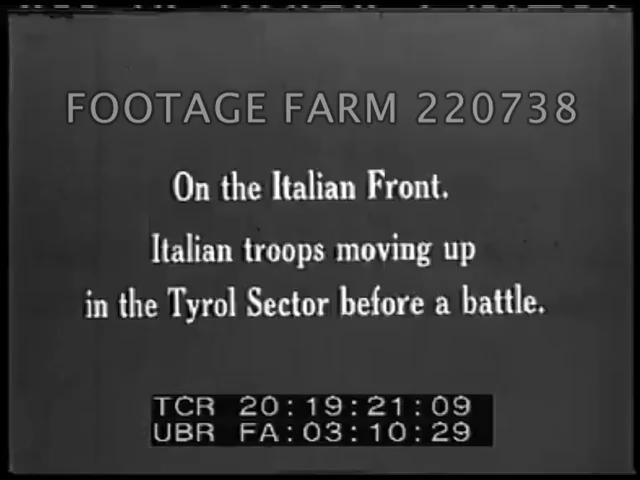 FOOTAGE FARM 220738
On the Italian Front.
Italian troops moving up
in the Tyrol Sector before a battle.
TCR 20:19:21:09
UBR FA:03:10:29